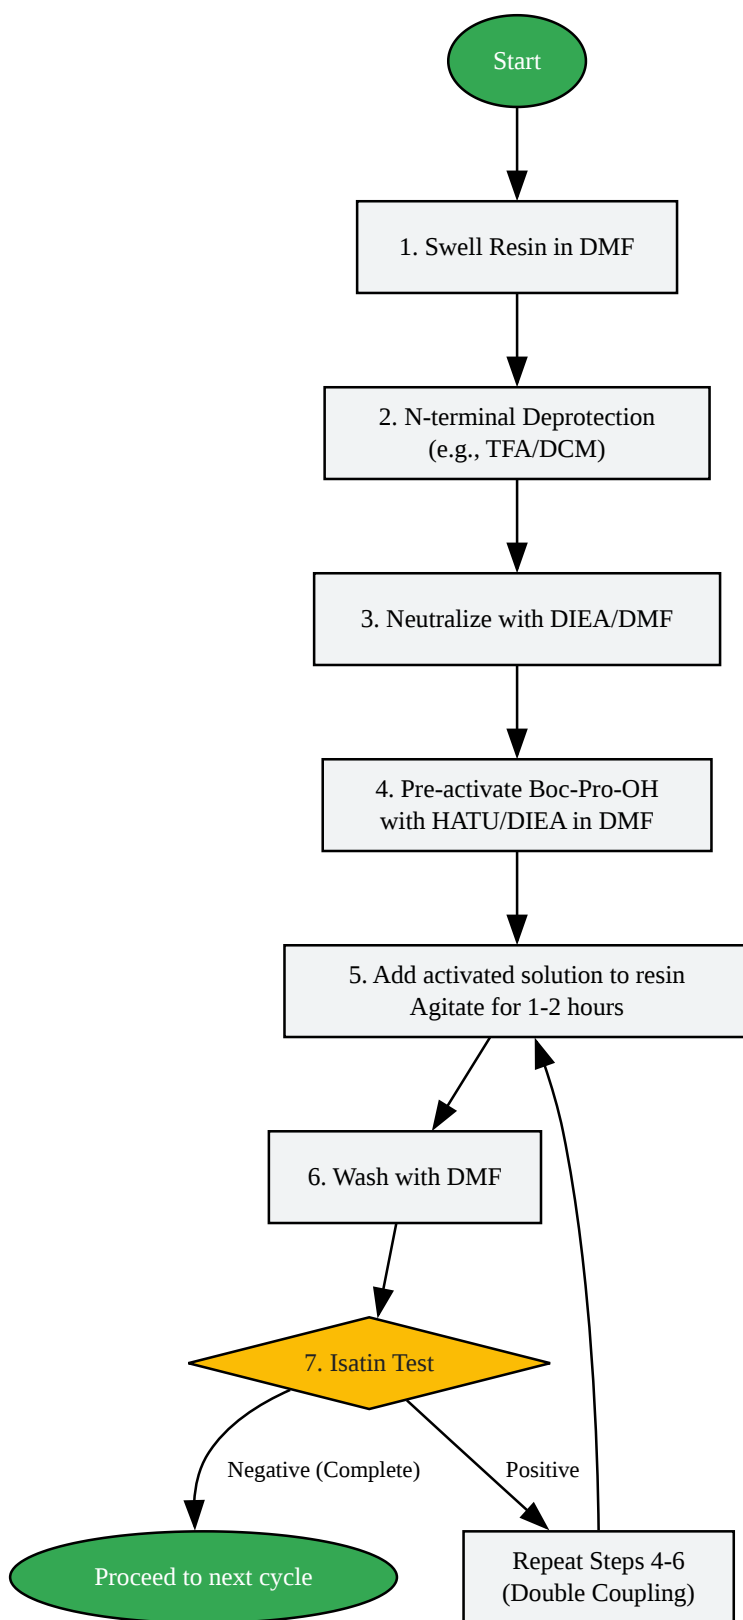 Start
1. Swell Resin in DMF
2. N-terminal Deprotection
(e.g., TFA/DCM)
3. Neutralize with DIEA/DMF
4. Pre-activate Boc-Pro-OH
with HATU/DIEA in DMF
5. Add activated solution to resin
Agitate for 1-2 hours
6. Wash with DMF
7. Isatin Test
Negative (Complete)
Positive
Proceed to next cycle
Repeat Steps 4-6
(Double Coupling)